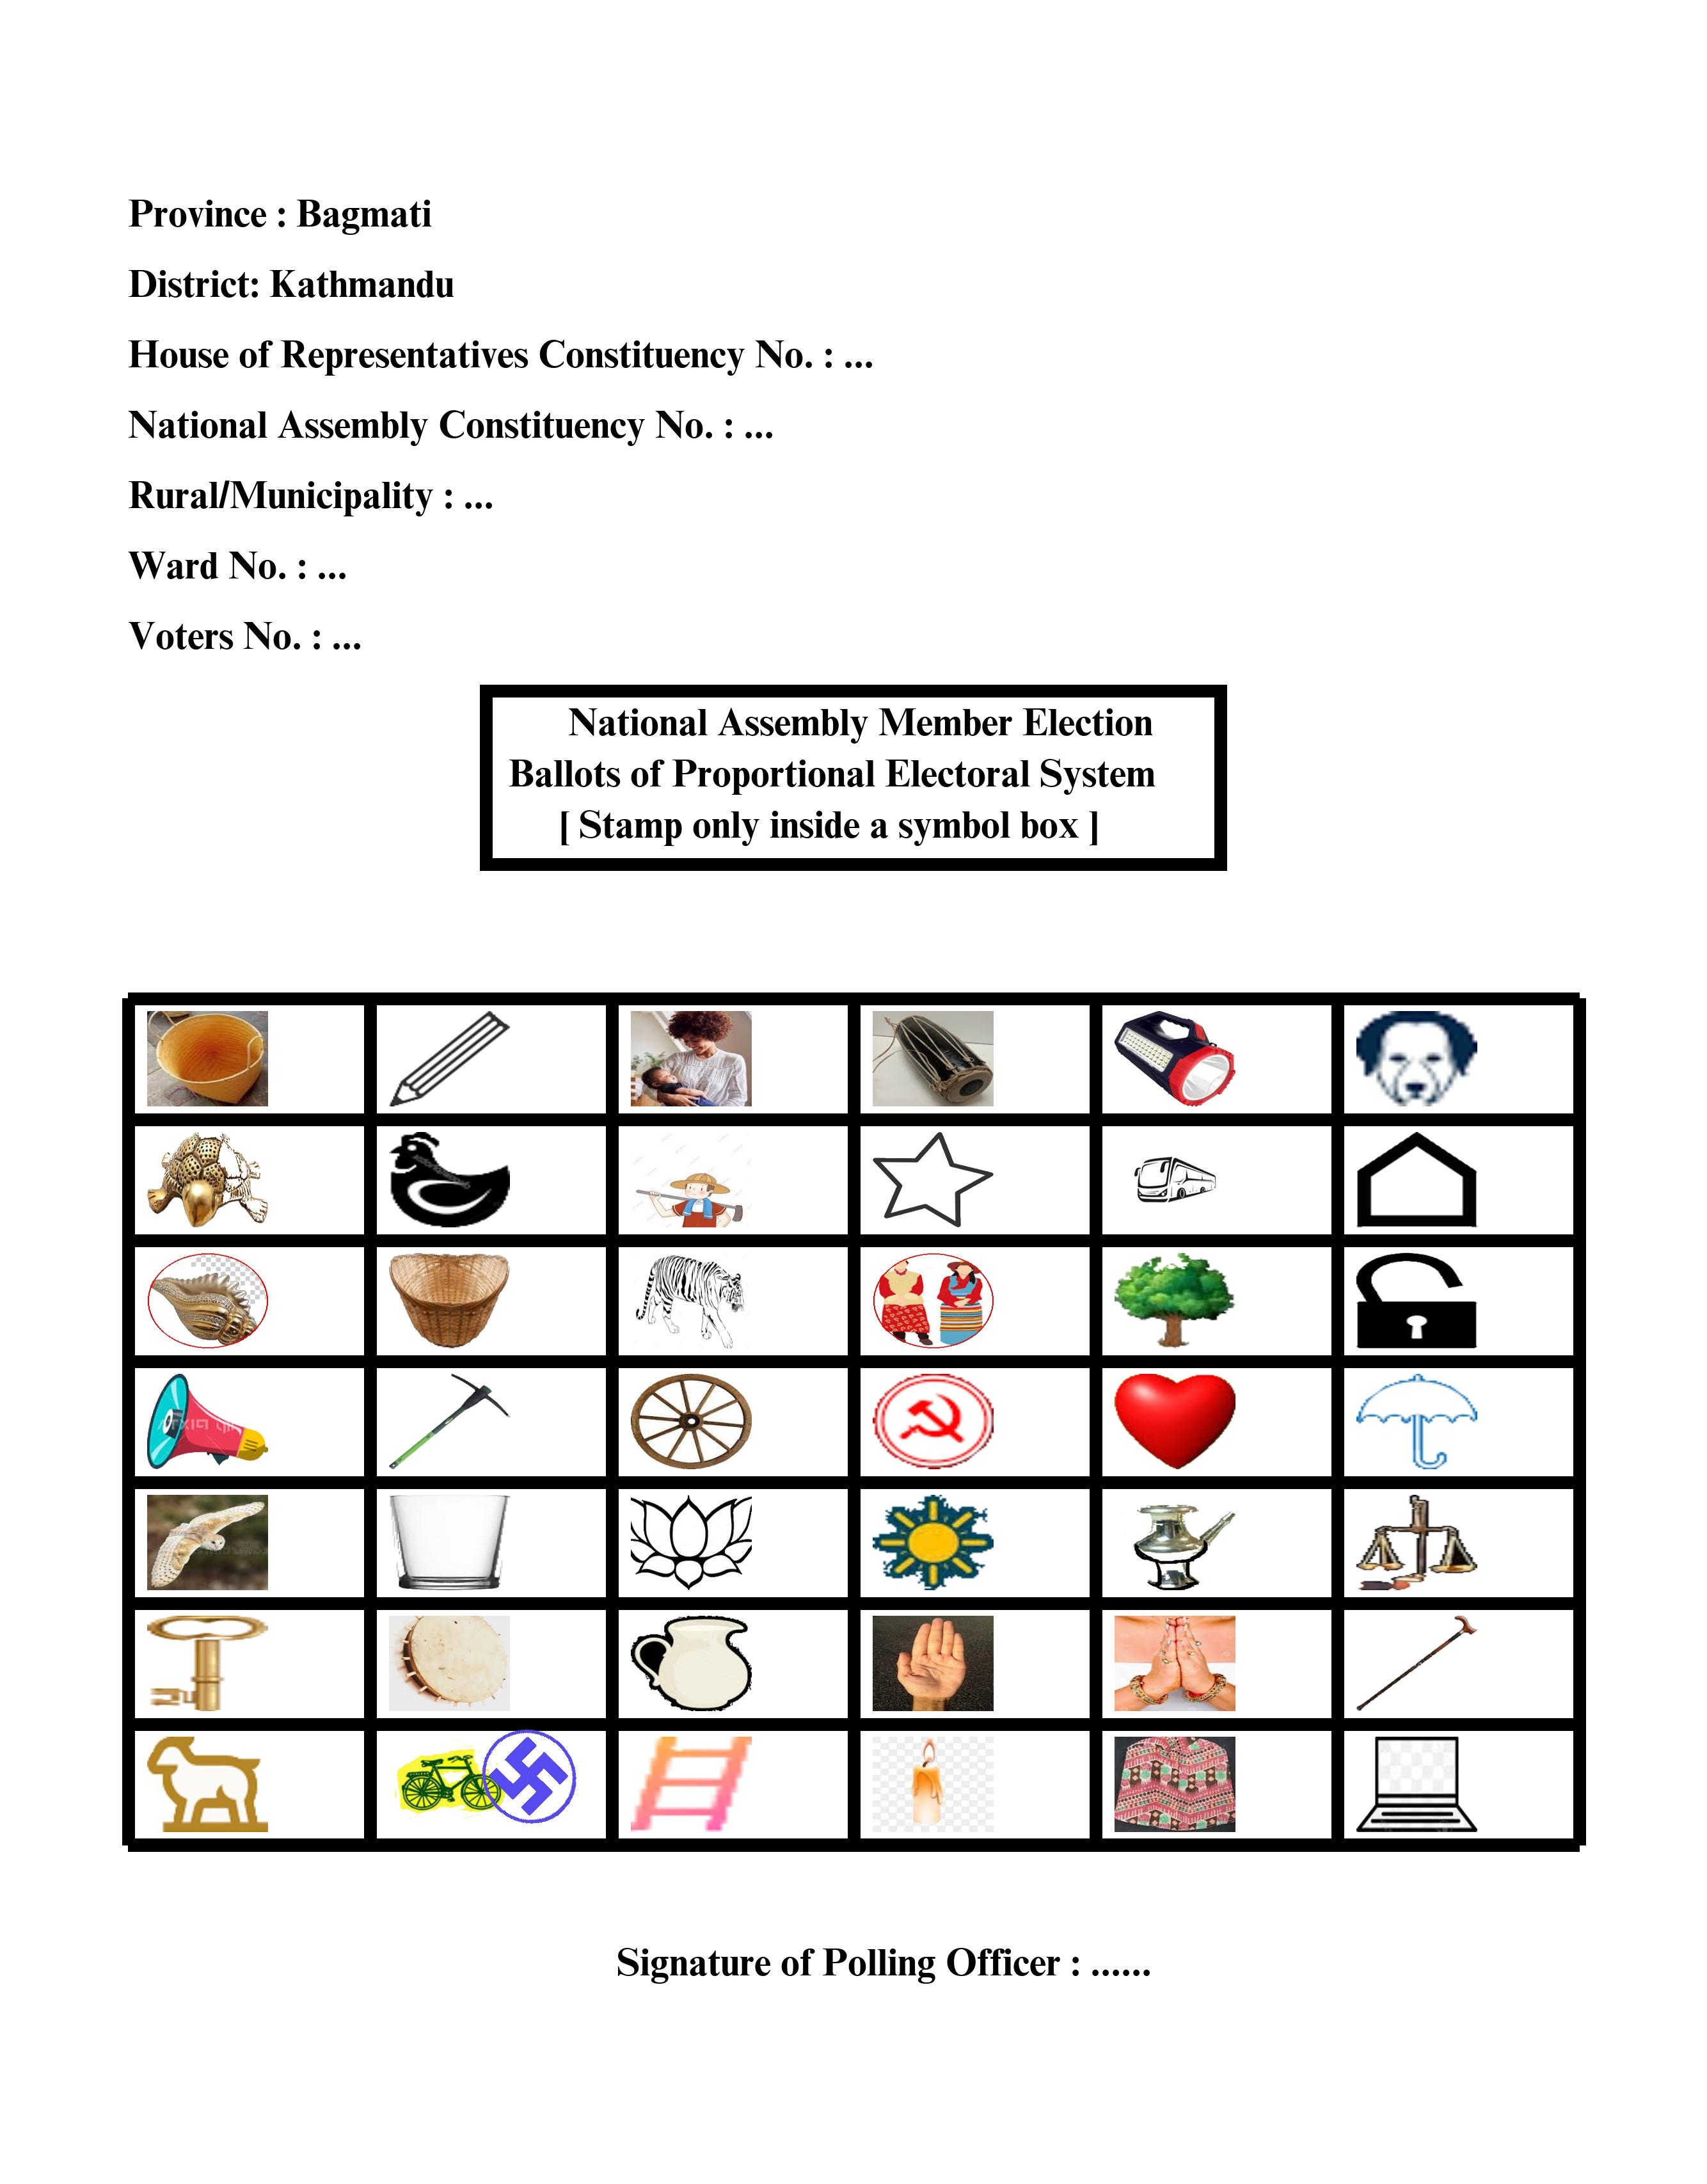 Province : Bagmati
District: Kathmandu
House of Representatives Constituency No. : ...
National Assembly Constituency No. : ...
Rural/Municipality : ...
Ward No. : ...
Voters No. : ...
National Assembly Member Election
Ballots of Proportional Electoral System
[ Stamp only inside a symbol box ]
Signature of Polling Officer : ......